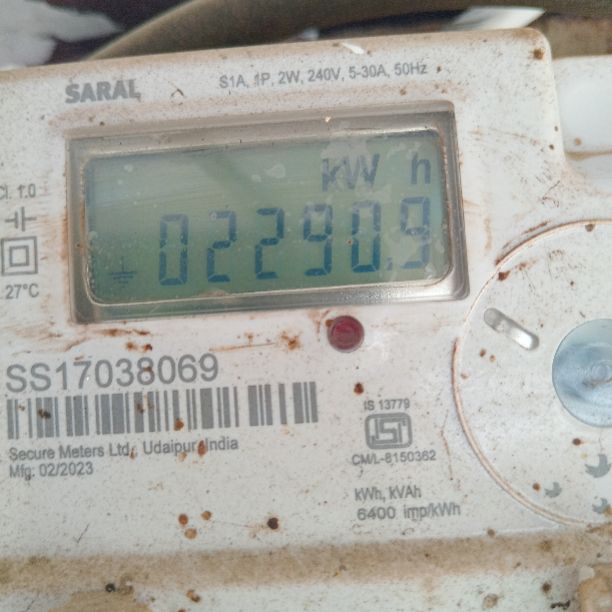 SARAL
S1A, 1P, 2W, 240V, 5-30A, 50Hz
Cl. 1.0
kW h
02290.9
27°C
SS17038069
Secure Meters Ltd., Udaipur, India
Mfg: 02/2023
IS 13779
CM/L-8150362
kWh, kVAh
6400 imp/kWh